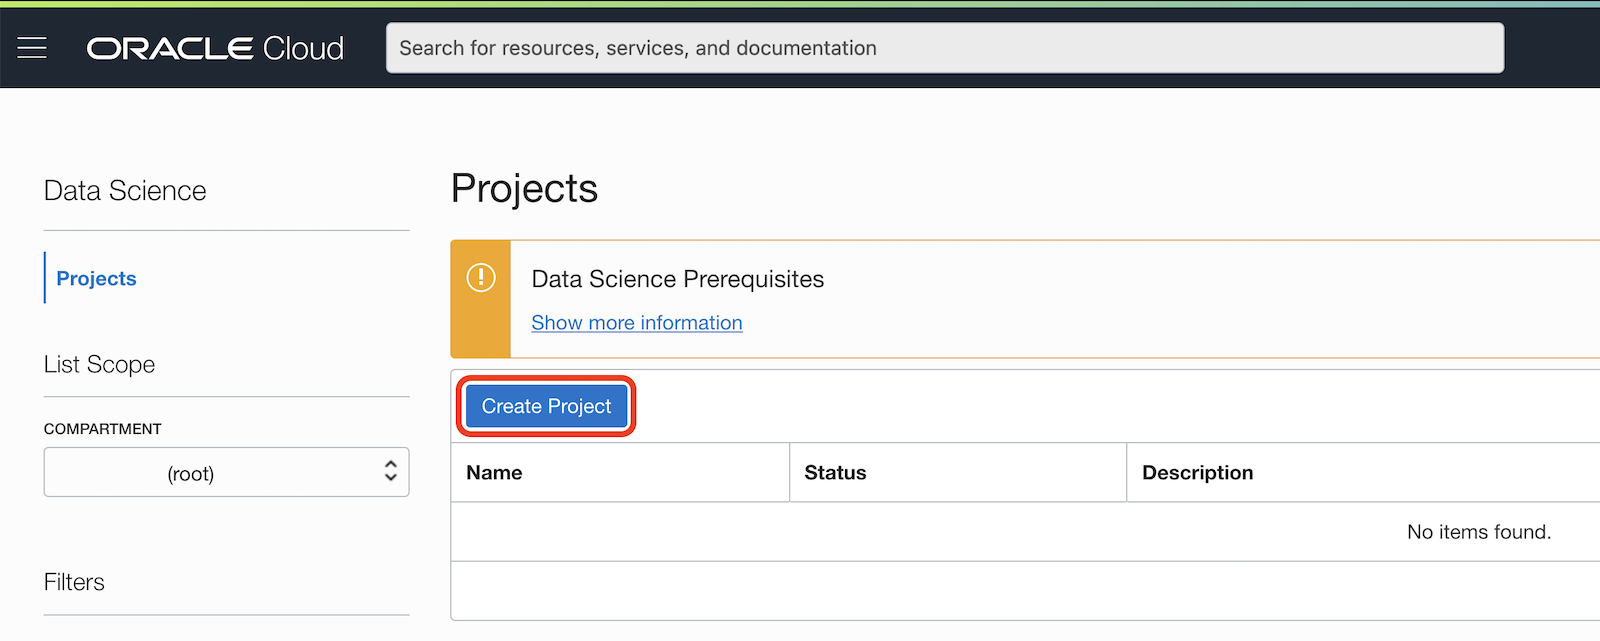 ORACLE Cloud
Search for resources, services, and documentation
Data Science
Projects
List Scope
COMPARTMENT
(root)
Filters
Projects
Data Science Prerequisites
Show more information
Create Project
Name Status Description
No items found.